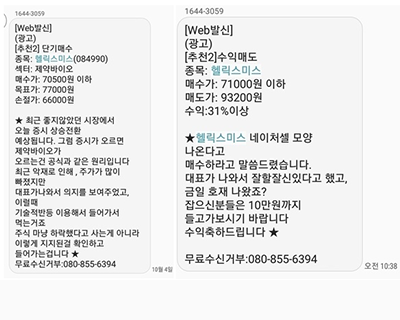 1644-3059
[Web발신]
(광고)
[추천2] 단기매수
종목: 헬릭스미스(084990)
섹터: 제약바이오
매수가: 70500원 이하
목표가: 77000원
손절가: 66000원
★ 최근 좋지않았던 시장에서
오늘 증시 상승전환
예상됩니다. 그럼 증시가 오르면
제약바이오가
오르는건 공식과 같은 원리입니다
최근 악재로 인해 , 주가가 많이
빠졌지만
대표가나와서 의지를 보여주었고,
이럴때
기술적반등 이용해서 들어가서
먹는거죠
주식 마냥 하락했다고 사는게 아니라
이렇게 지지된걸 확인하고
들어가는겁니다 ★
무료수신거부:080-855-6394
10월 4일
1644-3059
[Web발신]
(광고)
[추천2]수익매도
종목: 헬릭스미스
매수가: 71000원 이하
매도가: 93200원
수익:31%이상
★헬릭스미스 네이처셀 모양
나온다고
매수하라고 말씀드렸습니다.
대표가 나와서 잘할잘신있다고 했고,
금일 호재 나왔죠?
잡으신분들은 10만원까지
들고가보시기 바랍니다
수익축하드립니다 ★
무료수신거부:080-855-6394
오전 10:38